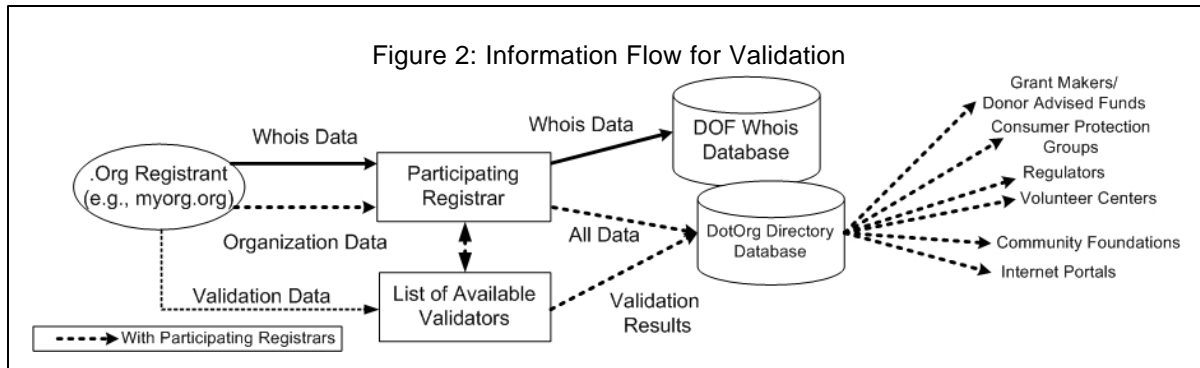 Figure 2: Information Flow for Validation
Whois Data
Whois Data
.Org Registrant
(e.g., myorg.org)
Participating
Registrar
DOF Whois
Database
Organization Data
All Data
DotOrg Directory
Database
Validation Data
List of Available
Validators
Validation
Results
Grant Makers/
Donor Advised Funds
Consumer Protection
Groups
Regulators
Volunteer Centers
Community Foundations
Internet Portals
With Participating Registrars